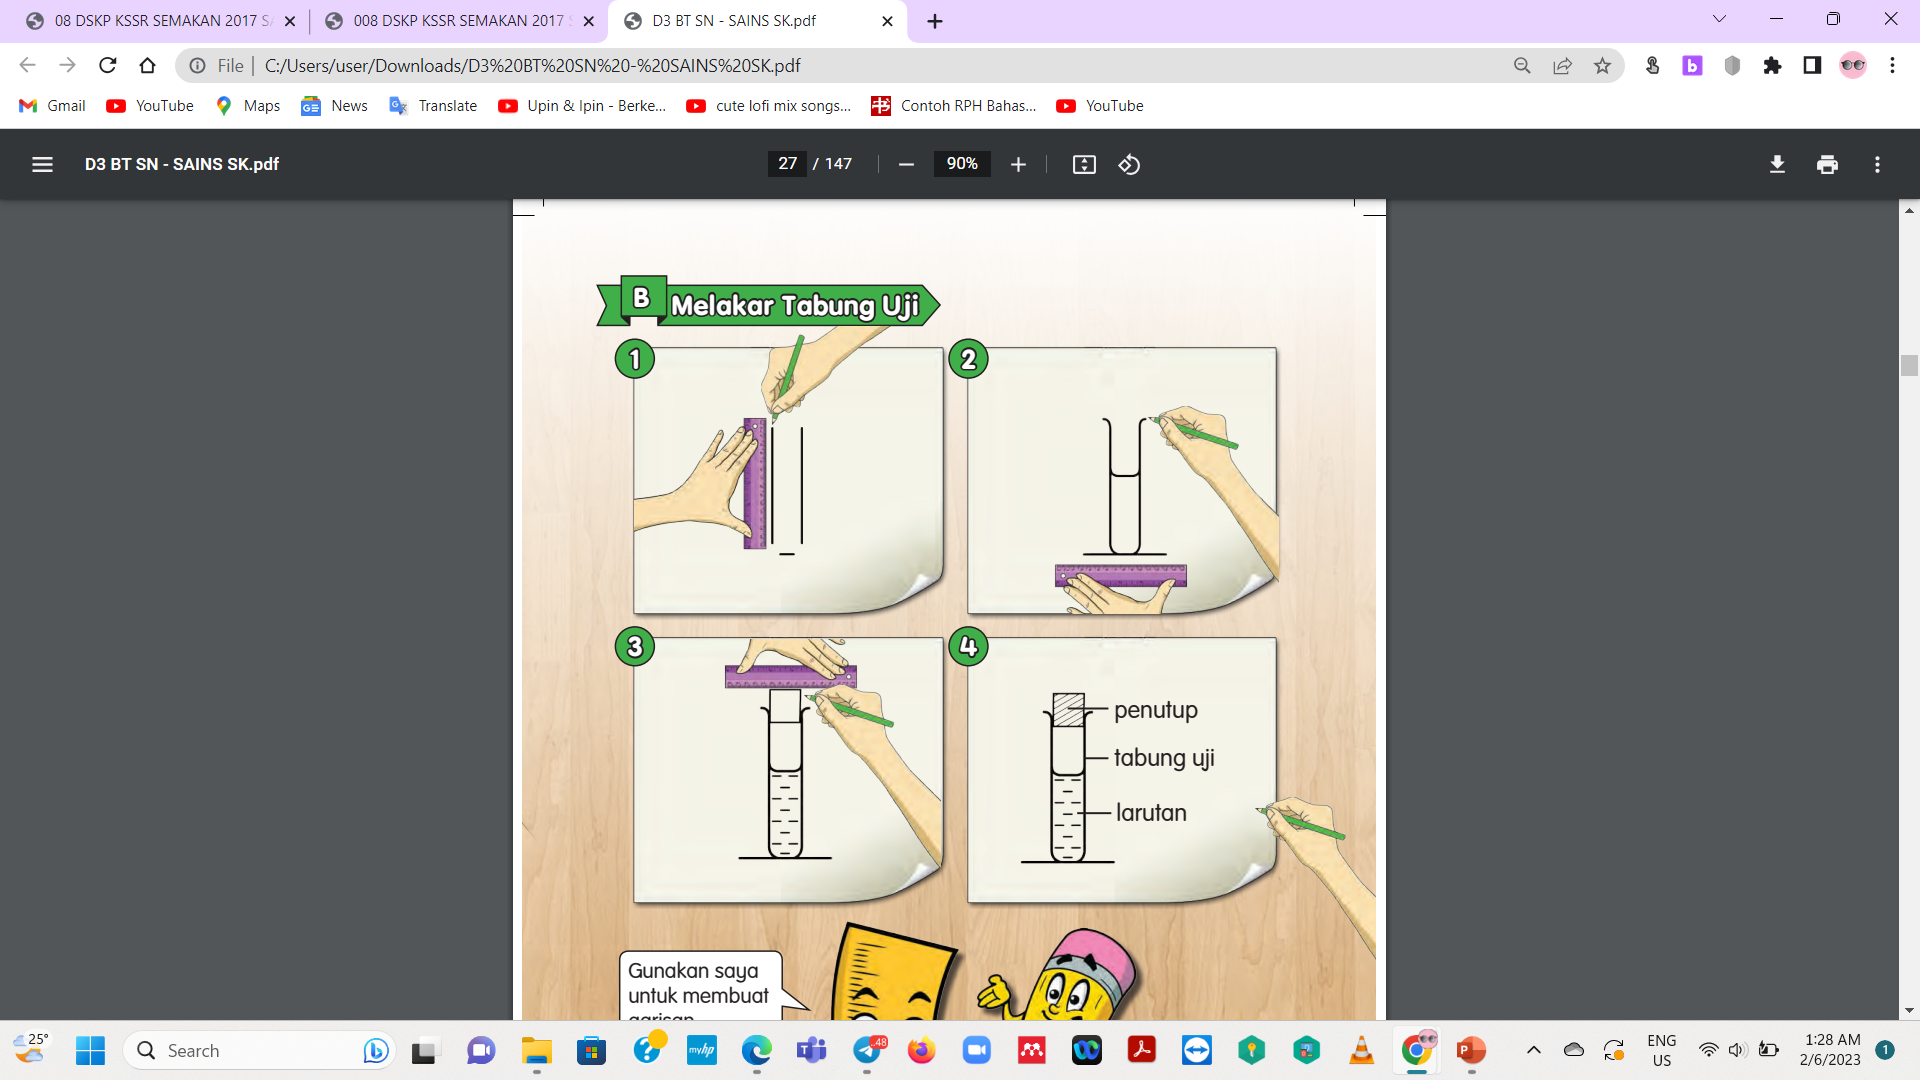 08 DSKP KSSR SEMAKAN 2017 S
008 DSKP KSSR SEMAKAN 2017
D3 BT SN - SAINS SK.pdf
File
C:/Users/user/Downloads/D3%20BT%20SN%20-%20SAINS%20SK.pdf
Gmail
YouTube
Maps
News
Translate
Upin & Ipin - Berke...
cute lofi mix songs...
Contoh RPH Bahas...
YouTube
D3 BT SN - SAINS SK.pdf
27 / 147
90%
B Melakar Tabung Uji
1
2
3
4
penutup
tabung uji
larutan
Gunakan saya
untuk membuat
garisan
25°
Search
48
ENG
US
1:28 AM
2/6/2023
1